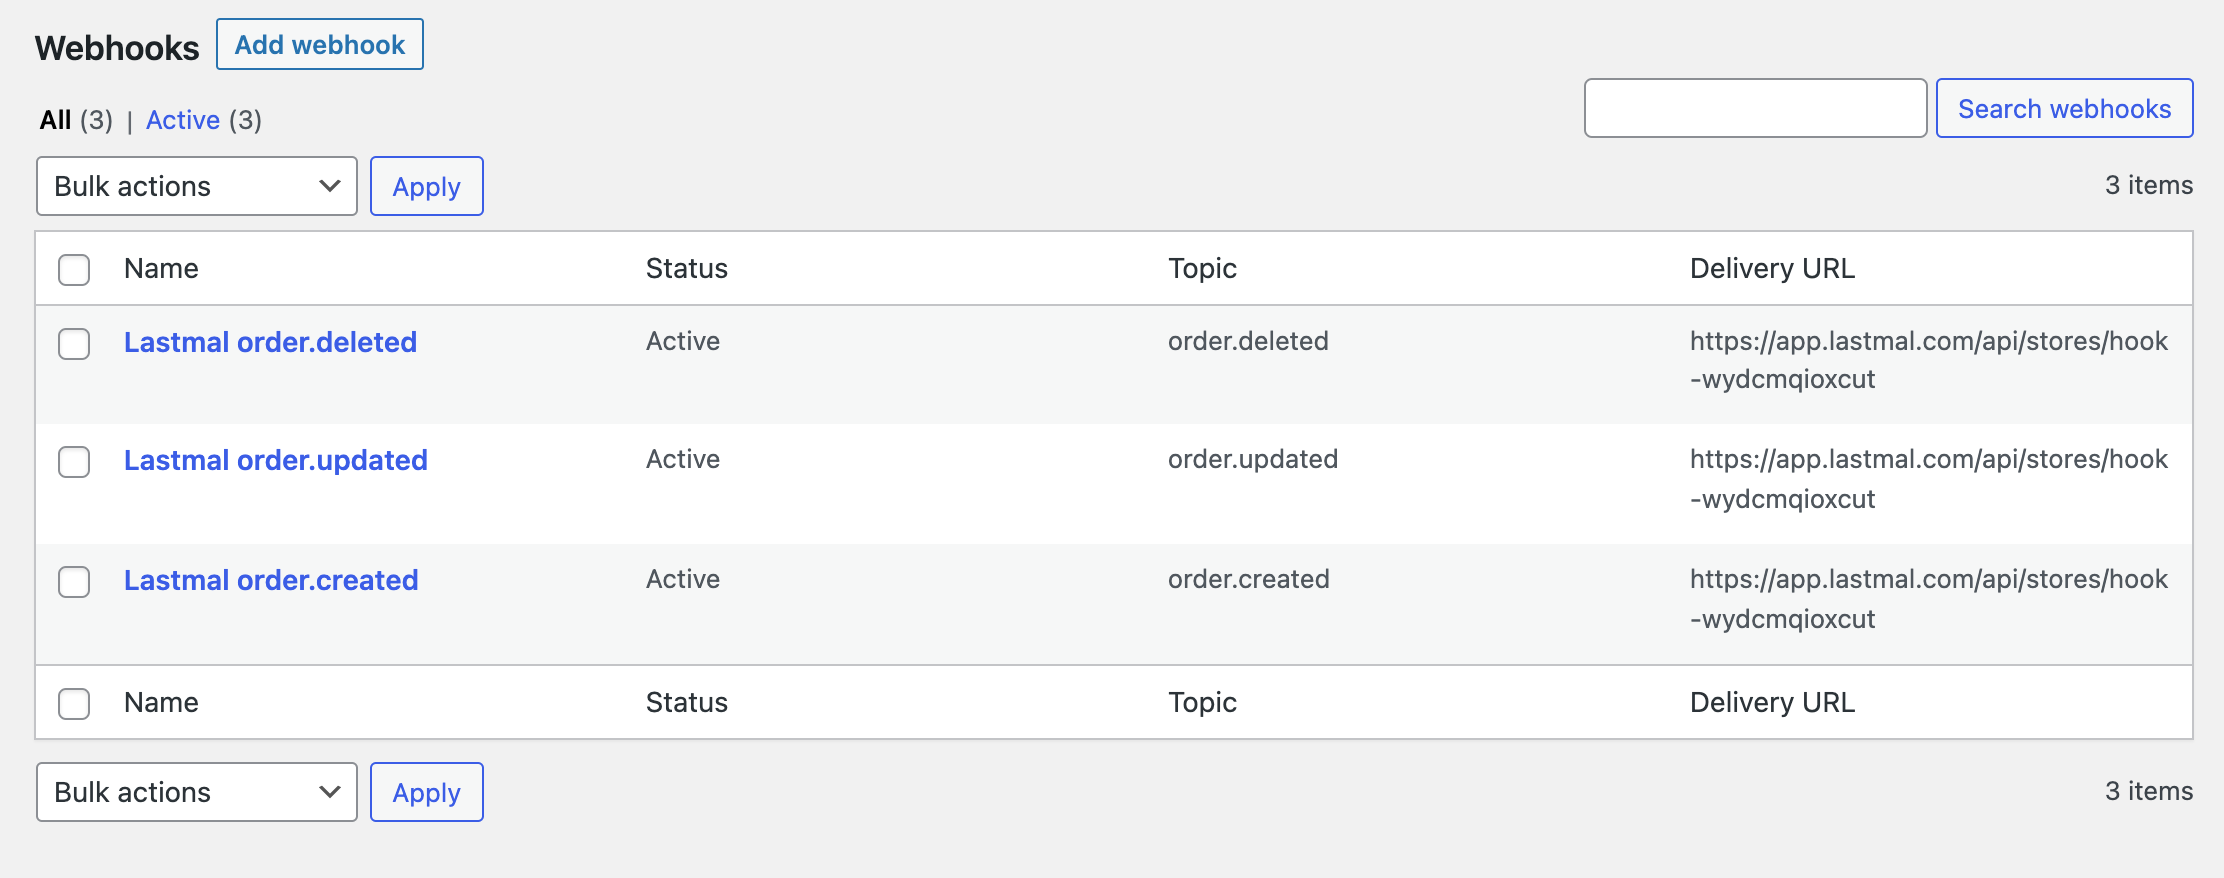 Webhooks Add webhook
All (3) | Active (3)
Search webhooks
Bulk actions Apply
3 items
Name Status Topic Delivery URL
Lastmal order.deleted Active order.deleted https://app.lastmal.com/api/stores/hook
-wydcmqioxcut
Lastmal order.updated Active order.updated https://app.lastmal.com/api/stores/hook
-wydcmqioxcut
Lastmal order.created Active order.created https://app.lastmal.com/api/stores/hook
-wydcmqioxcut
Name Status Topic Delivery URL
Bulk actions Apply
3 items